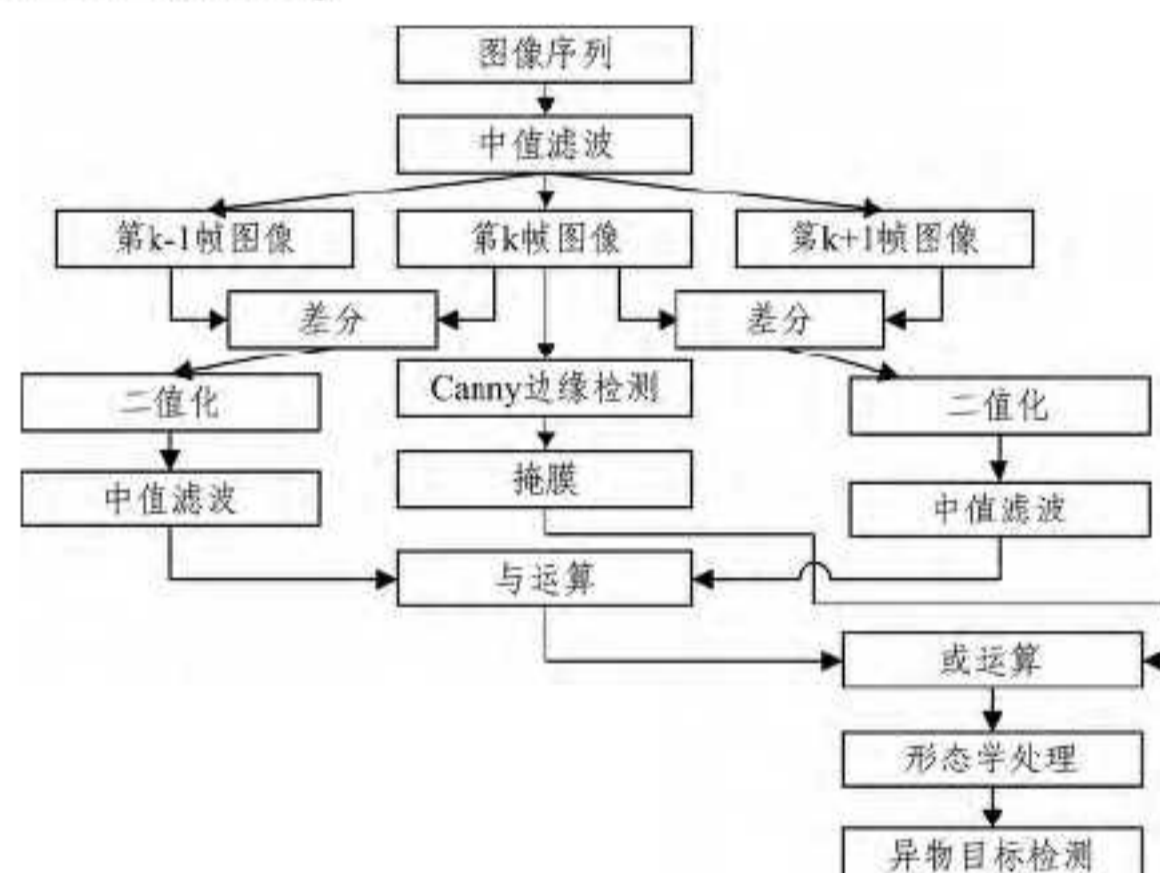 图像序列
中值滤波
第k-1帧图像
第k帧图像
第k+1帧图像
差分
差分
二值化
Canny边缘检测
二值化
中值滤波
掩膜
中值滤波
与运算
或运算
形态学处理
异物目标检测